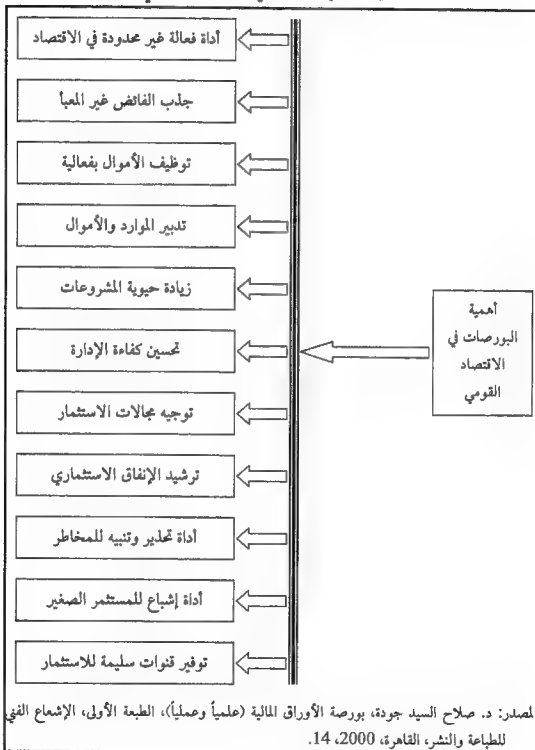 أداة فعالة غير محدودة في الاقتصاد
جذب الفائض غير المعبأ
توظيف الأموال بفعالية
تدبير الموارد والأموال
زيادة حيوية المشروعات
تحسين كفاءة الإدارة
توجيه مجالات الاستثمار
ترشيد الإنفاق الاستثماري
أداة تحذير وتنبيه للمخاطر
أداة إشباع للمستثمر الصغير
توفير قنوات سليمة للاستثمار
أهمية
البورصات في
الاقتصاد
القومي
لمصدر: د. صلاح السيد جودة، بورصة الأوراق المالية (علمياً وعملياً)، الطبعة الأولى، الإشعاع الفني
للطباعة والنشر، القاهرة، 2000، 14.